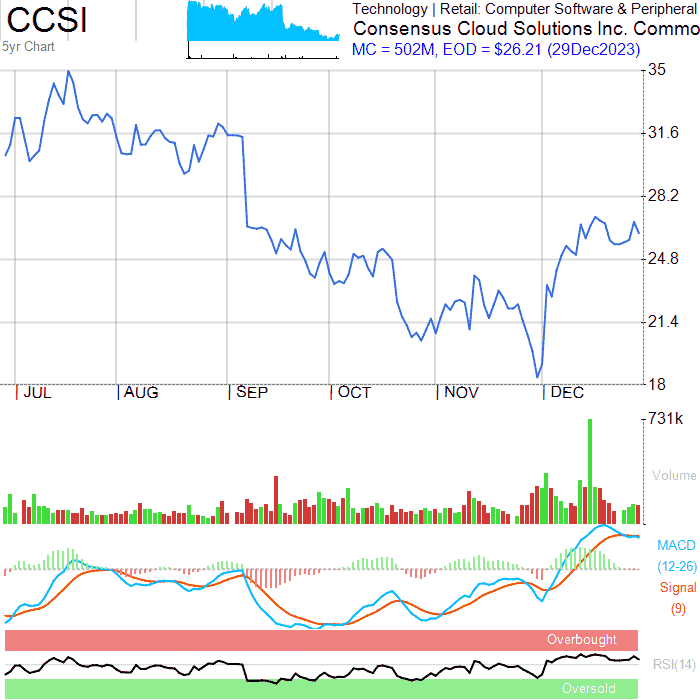 CCSI
5yr Chart
Technology | Retail: Computer Software & Peripheral
Consensus Cloud Solutions Inc. Commo
MC = 502M, EOD = $26.21 (29Dec2023)
35
31.6
28.2
24.8
21.4
18
JUL AUG SEP OCT NOV DEC
731k
Volume
MACD
(12-26)
Signal
(9)
Overbought
RSI(14)
Oversold